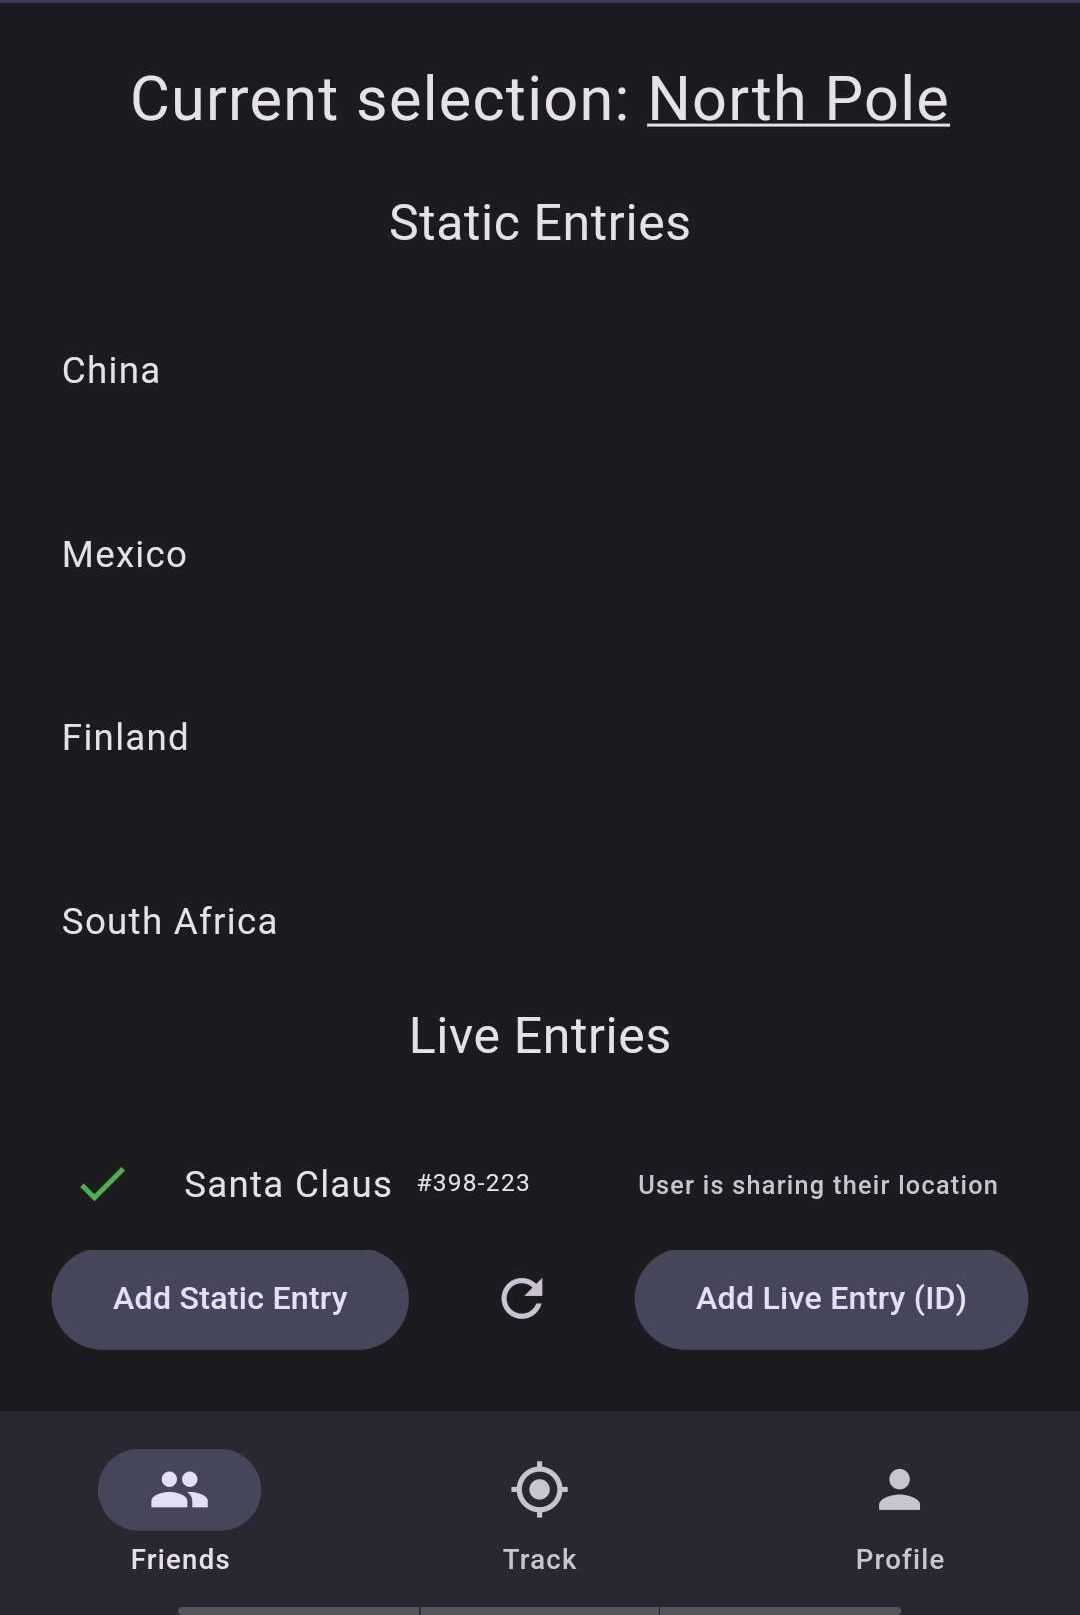 Current selection: North Pole
Static Entries
China
Mexico
Finland
South Africa
Live Entries
Santa Claus #398-223 User is sharing their location
Add Static Entry Add Live Entry (ID)
Friends Track Profile